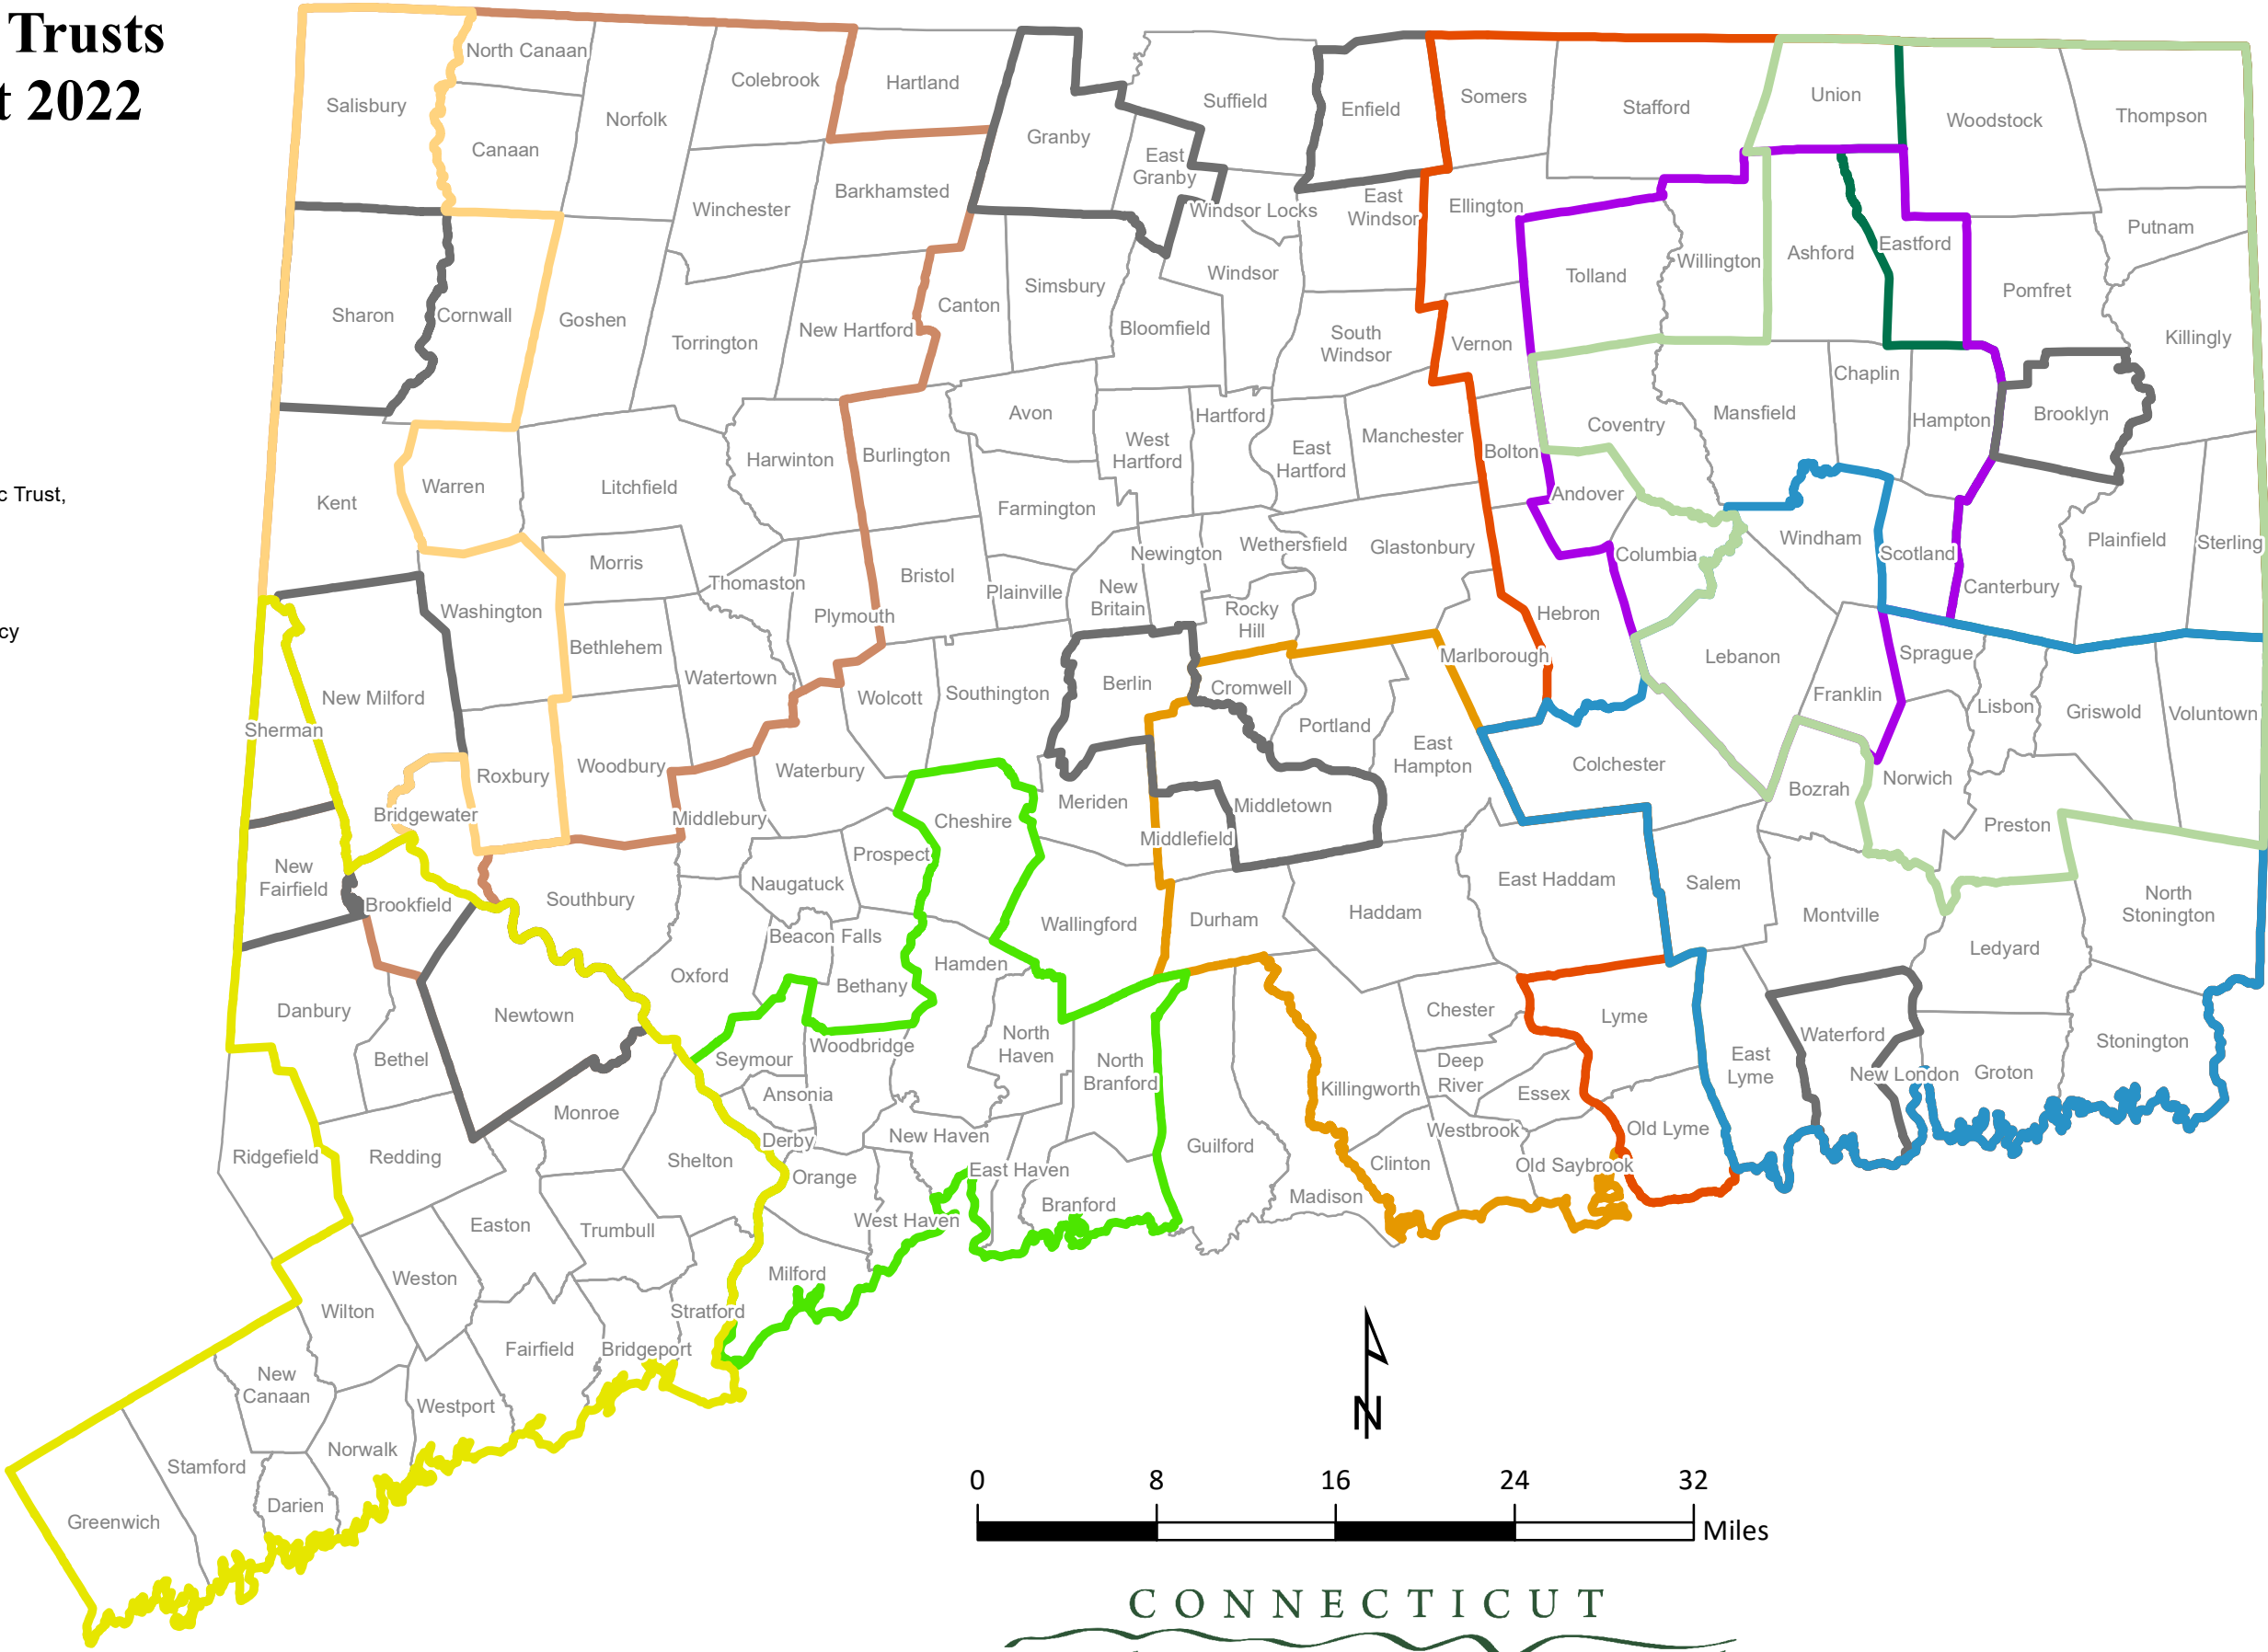 Trusts
t 2022
c Trust,
cy
North Canaan
Salisbury
Canaan
Norfolk
Colebrook
Hartland
Granby
East
Granby
Suffield
Enfield
Somers
Stafford
Union
Woodstock
Thompson
Winchester
Barkhamsted
Windsor Locks
East
Windsor
Ellington
Tolland
Willington
Ashford
Eastford
Putnam
Pomfret
Killingly
Sharon
Cornwall
Goshen
Torrington
New Hartford
Canton
Simsbury
Bloomfield
Windsor
South
Windsor
Vernon
Coventry
Mansfield
Chaplin
Hampton
Brooklyn
Kent
Warren
Litchfield
Harwinton
Burlington
Avon
West
Hartford
Hartford
East
Hartford
Manchester
Bolton
Andover
Farmington
Morris
Thomaston
Washington
Bethlehem
Watertown
Plymouth
Bristol
Plainville
New
Britain
Newington
Wethersfield
Rocky
Hill
Glastonbury
Hebron
Columbia
Windham
Scotland
Canterbury
Plainfield
Sterling
Marlborough
Lebanon
Franklin
Sprague
Lisbon
Griswold
Voluntown
New Milford
Sherman
Roxbury
Woodbury
Wolcott
Southington
Berlin
Cromwell
Portland
East
Hampton
Colchester
Bozrah
Norwich
Preston
Bridgewater
Middlebury
Waterbury
Cheshire
Meriden
Middlefield
Middletown
New
Fairfield
Brookfield
Southbury
Naugatuck
Prospect
Beacon Falls
Oxford
Bethany
Hamden
Wallingford
Durham
Haddam
East Haddam
Salem
Montville
Ledyard
North
Stonington
Danbury
Bethel
Newtown
Seymour
Woodbridge
Ansonia
North
Haven
North
Branford
Chester
Deep
River
Essex
Lyme
East
Lyme
Waterford
New London
Groton
Stonington
Killingworth
Westbrook
Old Lyme
Old Saybrook
Clinton
Madison
Guilford
Monroe
Derby
Shelton
Orange
New Haven
East Haven
Branford
West Haven
Ridgefield
Redding
Easton
Trumbull
Weston
Wilton
Milford
Stratford
Fairfield
Bridgeport
New
Canaan
Westport
Norwalk
Stamford
Darien
Greenwich
N
0 8 16 24 32
Miles
CONNECTICUT